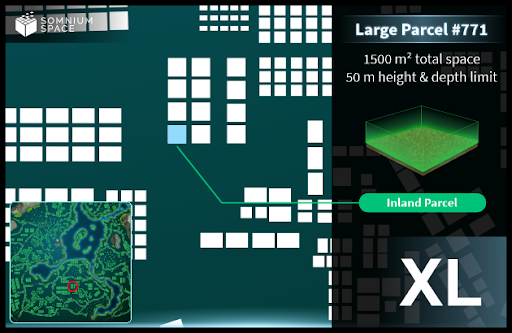 SOMNIUM
SPACE
Large Parcel #771
1500 m² total space
50 m height & depth limit
Inland Parcel
XL